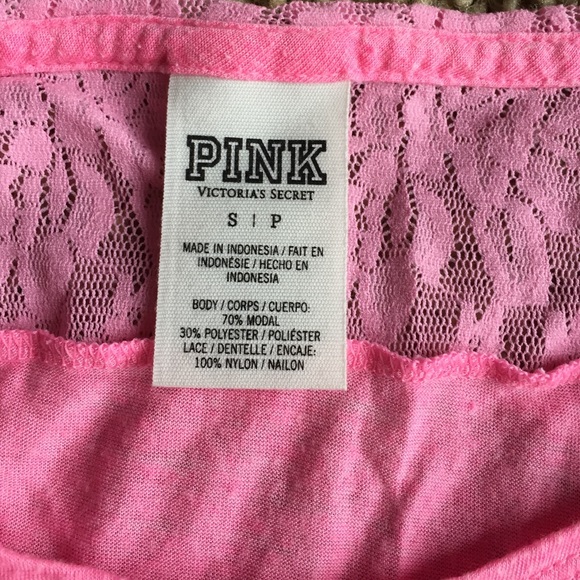 PINK
VICTORIA'S SECRET
S | P
MADE IN INDONESIA / FAIT EN
INDONÉSIE / HECHO EN
INDONESIA
BODY / CORPS / CUERPO:
70% MODAL
30% POLYESTER / POLIÉSTER
LACE / DENTELLE / ENCAJE:
100% NYLON / NAILON